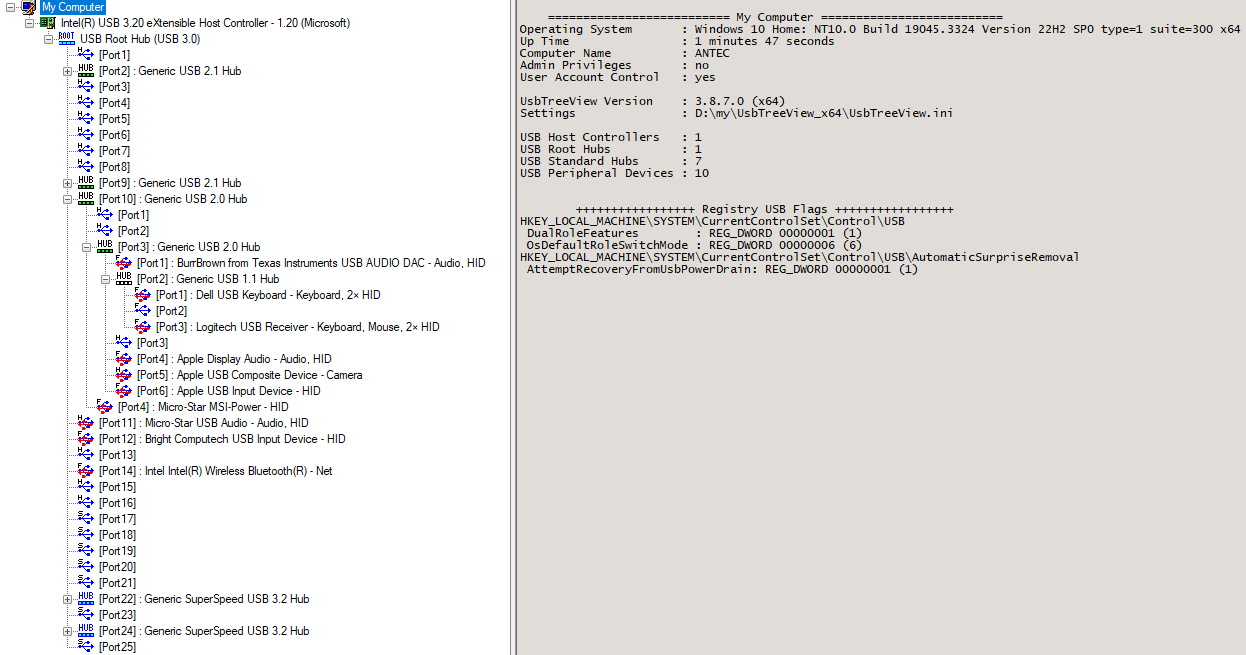 My Computer
Intel(R) USB 3.20 eXtensible Host Controller - 1.20 (Microsoft)
ROOT USB Root Hub (USB 3.0)
H [Port1]
HUB [Port2] : Generic USB 2.1 Hub
H [Port3]
H [Port4]
H [Port5]
H [Port6]
H [Port7]
H [Port8]
HUB [Port9] : Generic USB 2.1 Hub
HUB [Port10] : Generic USB 2.0 Hub
H [Port1]
H [Port2]
HUB [Port3] : Generic USB 2.0 Hub
F [Port1] : BurrBrown from Texas Instruments USB AUDIO DAC - Audio, HID
HUB [Port2] : Generic USB 1.1 Hub
F [Port1] : Dell USB Keyboard - Keyboard, 2× HID
F [Port2]
F [Port3] : Logitech USB Receiver - Keyboard, Mouse, 2× HID
H [Port3]
F [Port4] : Apple Display Audio - Audio, HID
H [Port5] : Apple USB Composite Device - Camera
F [Port6] : Apple USB Input Device - HID
F [Port4] : Micro-Star MSI-Power - HID
H [Port11] : Micro-Star USB Audio - Audio, HID
F [Port12] : Bright Computech USB Input Device - HID
H [Port13]
F [Port14] : Intel Intel(R) Wireless Bluetooth(R) - Net
H [Port15]
H [Port16]
S [Port17]
S [Port18]
S [Port19]
S [Port20]
S [Port21]
HUB [Port22] : Generic SuperSpeed USB 3.2 Hub
S [Port23]
HUB [Port24] : Generic SuperSpeed USB 3.2 Hub
S [Port25]
========================== My Computer ==========================
Operating System : Windows 10 Home: NT10.0 Build 19045.3324 Version 22H2 SP0 type=1 suite=300 x64
Up Time : 1 minutes 47 seconds
Computer Name : ANTEC
Admin Privileges : no
User Account Control : yes
UsbTreeView Version : 3.8.7.0 (x64)
Settings : D:\my\UsbTreeView_x64\UsbTreeView.ini
USB Host Controllers : 1
USB Root Hubs : 1
USB Standard Hubs : 7
USB Peripheral Devices : 10
+++++++++++++++++ Registry USB Flags +++++++++++++++++
HKEY_LOCAL_MACHINE\SYSTEM\CurrentControlSet\Control\USB
DualRoleFeatures : REG_DWORD 00000001 (1)
OsDefaultRoleSwitchMode : REG_DWORD 00000006 (6)
HKEY_LOCAL_MACHINE\SYSTEM\CurrentControlSet\Control\USB\AutomaticSurpriseRemoval
AttemptRecoveryFromUsbPowerDrain: REG_DWORD 00000001 (1)